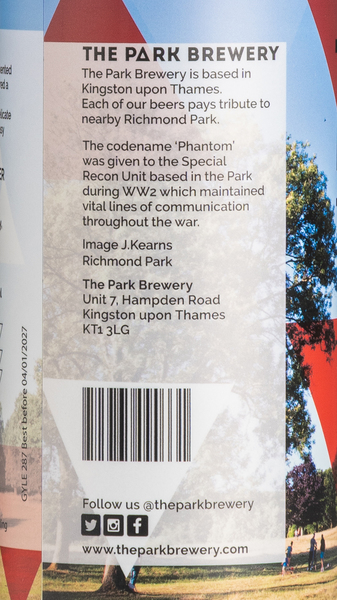 THE PARK BREWERY
The Park Brewery is based in
Kingston upon Thames.
Each of our beers pays tribute to
nearby Richmond Park.
The codename 'Phantom'
was given to the Special
Recon Unit based in the Park
during WW2 which maintained
vital lines of communication
throughout the war.
Image J.Kearns
Richmond Park
The Park Brewery
Unit 7, Hampden Road
Kingston upon Thames
KT1 3LG
Follow us @theparkbrewery
www.theparkbrewery.com
GYLE 287 Best before 04/01/2027